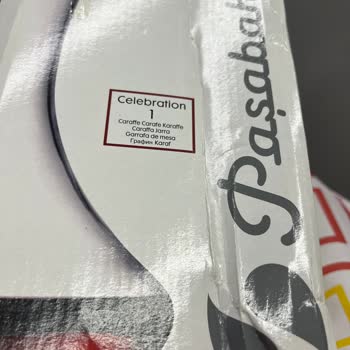 Celebration
1
Caraffe Carafe Karaffe
Caraffa Jarra
Garrafa de mesa
Графин Karaf
Paşabah